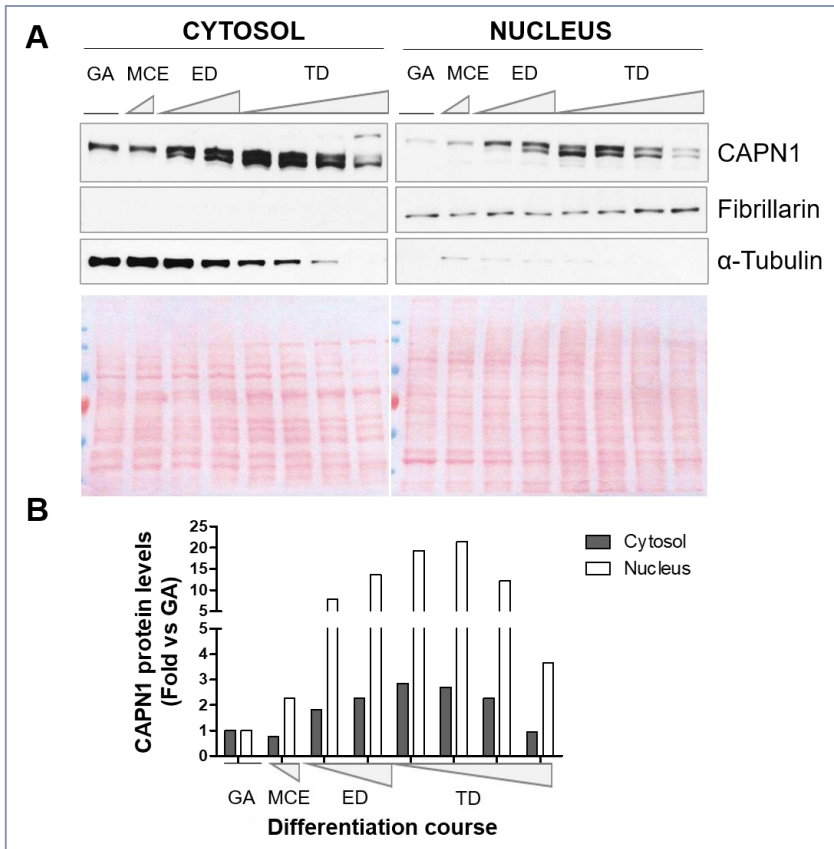 A
CYTOSOL
NUCLEUS
GA MCE ED TD
GA MCE ED TD
CAPN1
Fibrillarin
α-Tubulin
B
CAPN1 protein levels
(Fold vs GA)
25
20
15
10
5
5
4
3
2
1
0
Cytosol
Nucleus
GA MCE ED TD
Differentiation course